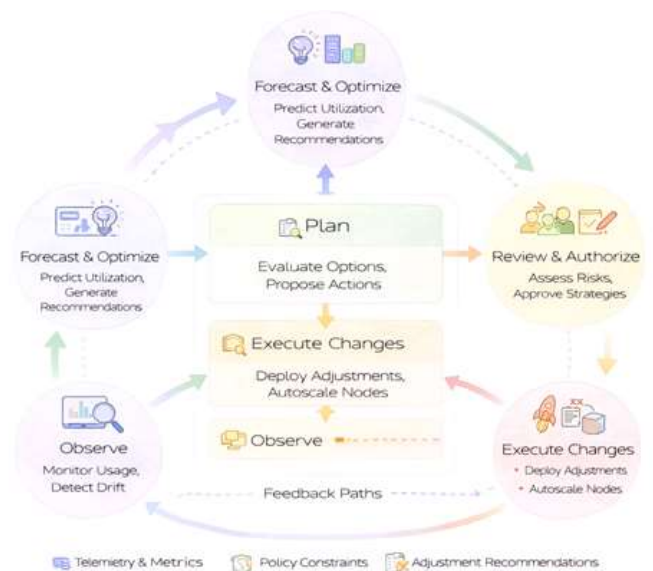 Forecast & Optimize
Predict Utilization,
Generate
Recommendations
Forecast & Optimize
Predict Utilization,
Generate
Recommendations
Plan
Evaluate Options,
Propose Actions
Review & Authorize
Assess Risks,
Approve Strategies
Execute Changes
Deploy Adjustments,
Autoscale Nodes
Observe
Observe
Monitor Usage,
Detect Drift
Execute Changes
• Deploy Adjustments
• Autoscale Nodes
Feedback Paths
Telemetry & Metrics
Policy Constraints
Adjustment Recommendations